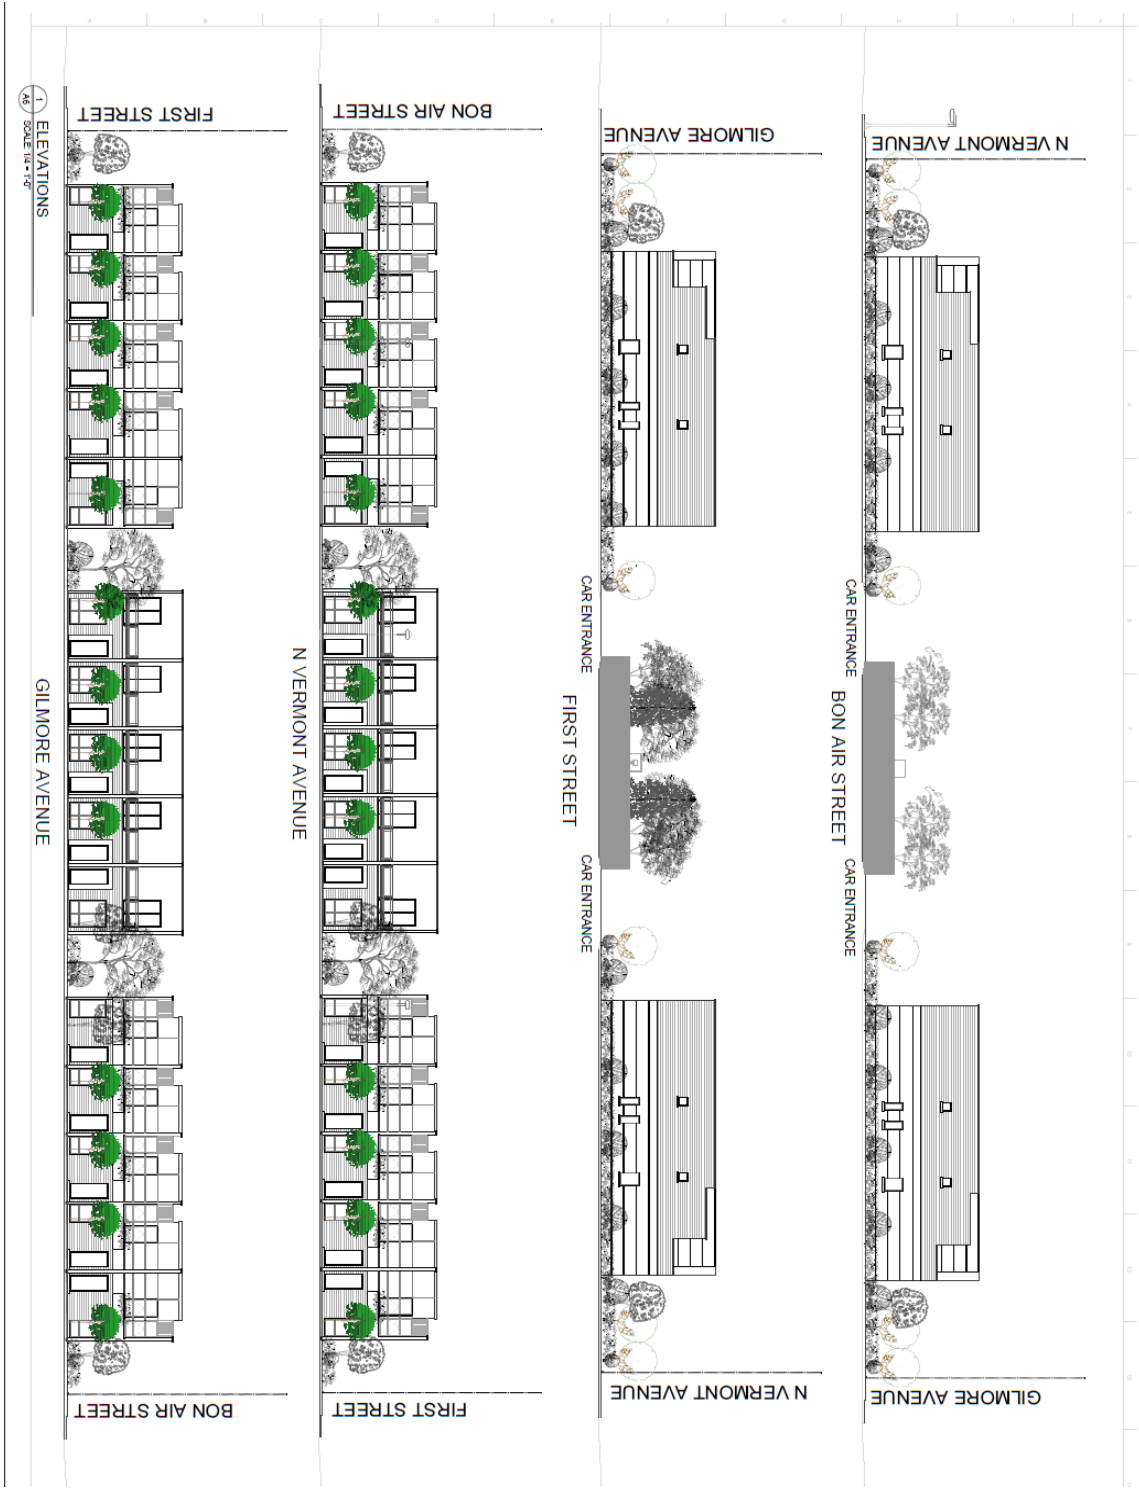 N VERMONT AVENUE
GILMORE AVENUE
CAR ENTRANCE
CAR ENTRANCE
BON AIR STREET
GILMORE AVENUE
N VERMONT AVENUE
CAR ENTRANCE
CAR ENTRANCE
FIRST STREET
BON AIR STREET
FIRST STREET
N VERMONT AVENUE
FIRST STREET
BON AIR STREET
GILMORE AVENUE
1
A6
ELEVATIONS
SCALE: 1/4"=1'-0"